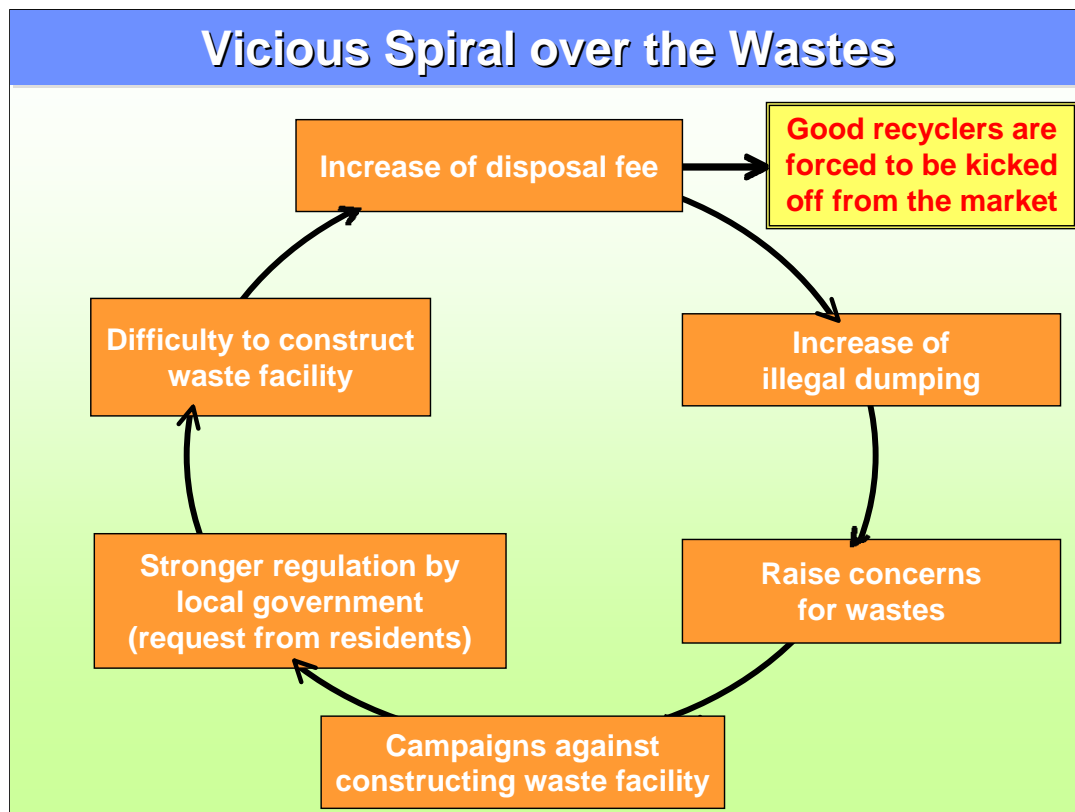 Vicious Spiral over the Wastes
Increase of disposal fee
Good recyclers are
forced to be kicked
off from the market
Increase of
illegal dumping
Raise concerns
for wastes
Campaigns against
constructing waste facility
Stronger regulation by
local government
(request from residents)
Difficulty to construct
waste facility